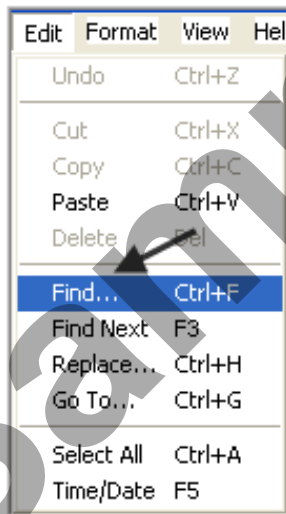 Edit Format View Hel
Undo Ctrl+Z
Cut Ctrl+X
Copy Ctrl+C
Paste Ctrl+V
Delete Del
Find... Ctrl+F
Find Next F3
Replace... Ctrl+H
Go To... Ctrl+G
Select All Ctrl+A
Time/Date F5